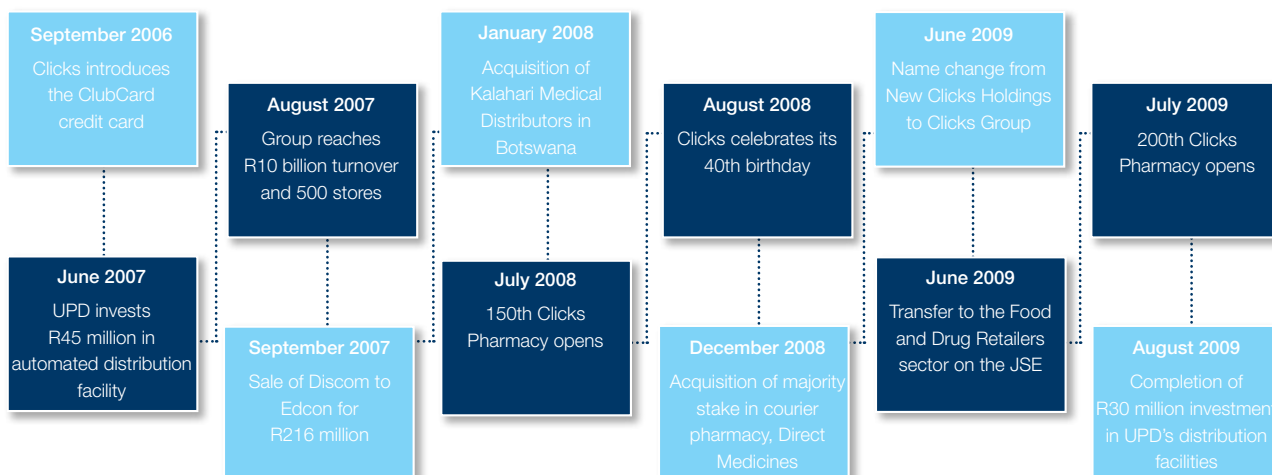 September 2006
Clicks introduces
the ClubCard
credit card
June 2007
UPD invests
R45 million in
automated distribution
facility
August 2007
Group reaches
R10 billion turnover
and 500 stores
September 2007
Sale of Discom to
Edcon for
R216 million
January 2008
Acquisition of
Kalahari Medical
Distributors in
Botswana
July 2008
150th Clicks
Pharmacy opens
August 2008
Clicks celebrates its
40th birthday
December 2008
Acquisition of majority
stake in courier
pharmacy, Direct
Medicines
June 2009
Name change from
New Clicks Holdings
to Clicks Group
June 2009
Transfer to the Food
and Drug Retailers
sector on the JSE
July 2009
200th Clicks
Pharmacy opens
August 2009
Completion of
R30 million investment
in UPD's distribution
facilities